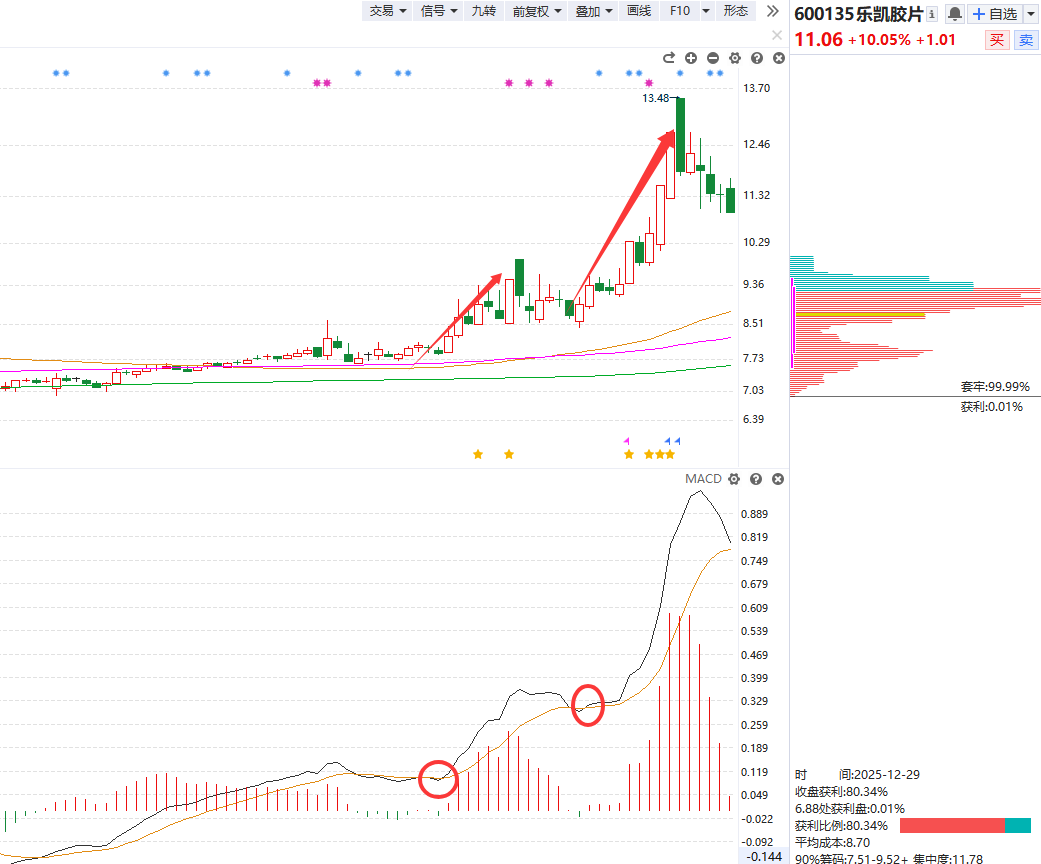 交易 信号 九转 前复权 叠加 画线 F10 形态
600135乐凯胶片 自选
11.06 +10.05% +1.01 买 卖
13.70
13.48
12.46
11.32
10.29
9.36
8.51
7.73
7.03
6.39
套牢:99.99%
获利:0.01%
MACD
0.889
0.819
0.749
0.679
0.609
0.539
0.469
0.399
0.329
0.259
0.189
0.119
0.049
-0.022
-0.092
-0.144
时 间:2025-12-29
收盘获利:80.34%
6.88处获利盘:0.01%
获利比例:80.34%
平均成本:8.70
90%筹码:7.51-9.52+ 集中度:11.78